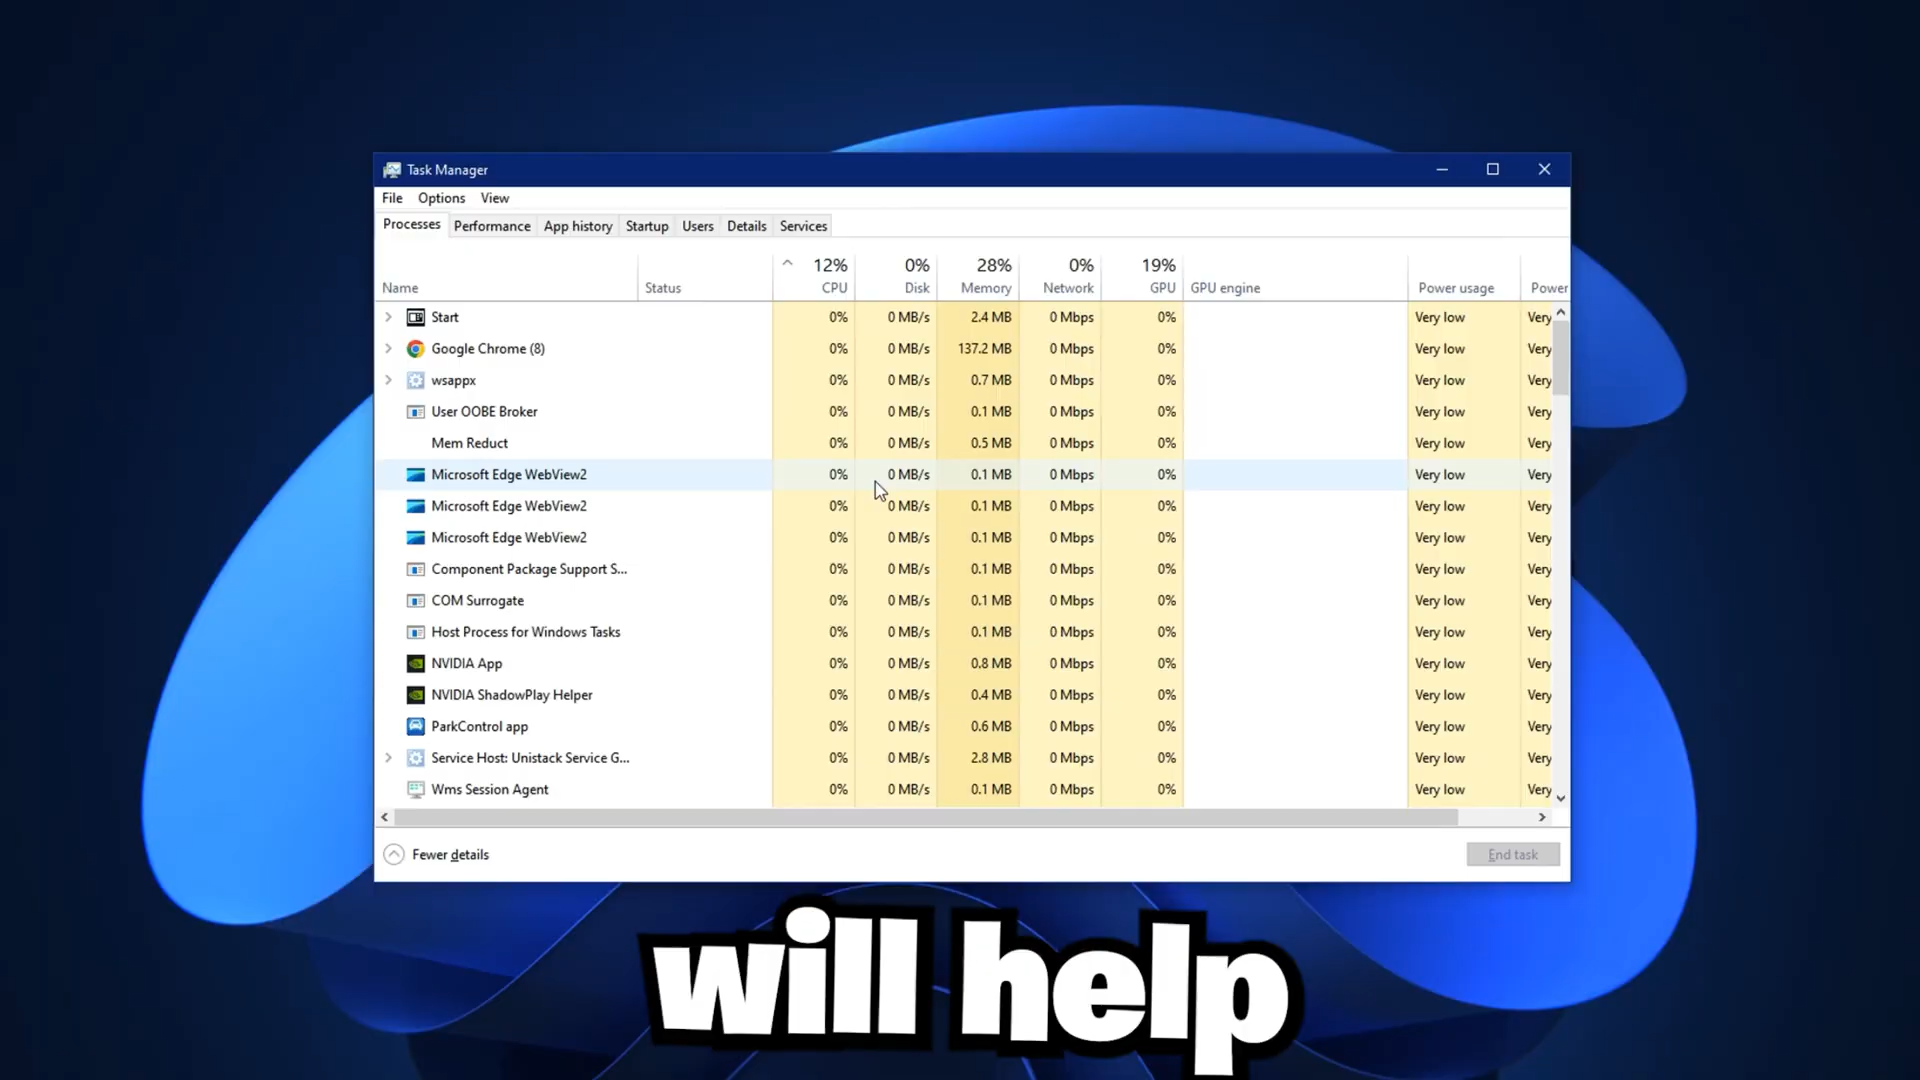 Task Manager
File Options View
Processes Performance App history Startup Users Details Services
12% 0% 28% 0% 19%
Name Status CPU Disk Memory Network GPU GPU engine Power usage Power
Start 0% 0 MB/s 2.4 MB 0 Mbps 0% Very low Very
Google Chrome (8) 0% 0 MB/s 137.2 MB 0 Mbps 0% Very low Very
wsappx 0% 0 MB/s 0.7 MB 0 Mbps 0% Very low Very
User OOBE Broker 0% 0 MB/s 0.1 MB 0 Mbps 0% Very low Very
Mem Reduct 0% 0 MB/s 0.5 MB 0 Mbps 0% Very low Very
Microsoft Edge WebView2 0% 0 MB/s 0.1 MB 0 Mbps 0% Very low Very
Microsoft Edge WebView2 0% 0 MB/s 0.1 MB 0 Mbps 0% Very low Very
Microsoft Edge WebView2 0% 0 MB/s 0.1 MB 0 Mbps 0% Very low Very
Component Package Support S... 0% 0 MB/s 0.1 MB 0 Mbps 0% Very low Very
COM Surrogate 0% 0 MB/s 0.1 MB 0 Mbps 0% Very low Very
Host Process for Windows Tasks 0% 0 MB/s 0.1 MB 0 Mbps 0% Very low Very
NVIDIA App 0% 0 MB/s 0.8 MB 0 Mbps 0% Very low Very
NVIDIA ShadowPlay Helper 0% 0 MB/s 0.4 MB 0 Mbps 0% Very low Very
ParkControl app 0% 0 MB/s 0.6 MB 0 Mbps 0% Very low Very
Service Host: Unistack Service G... 0% 0 MB/s 2.8 MB 0 Mbps 0% Very low Very
Wms Session Agent 0% 0 MB/s 0.1 MB 0 Mbps 0% Very low Very
Fewer details End task
will help